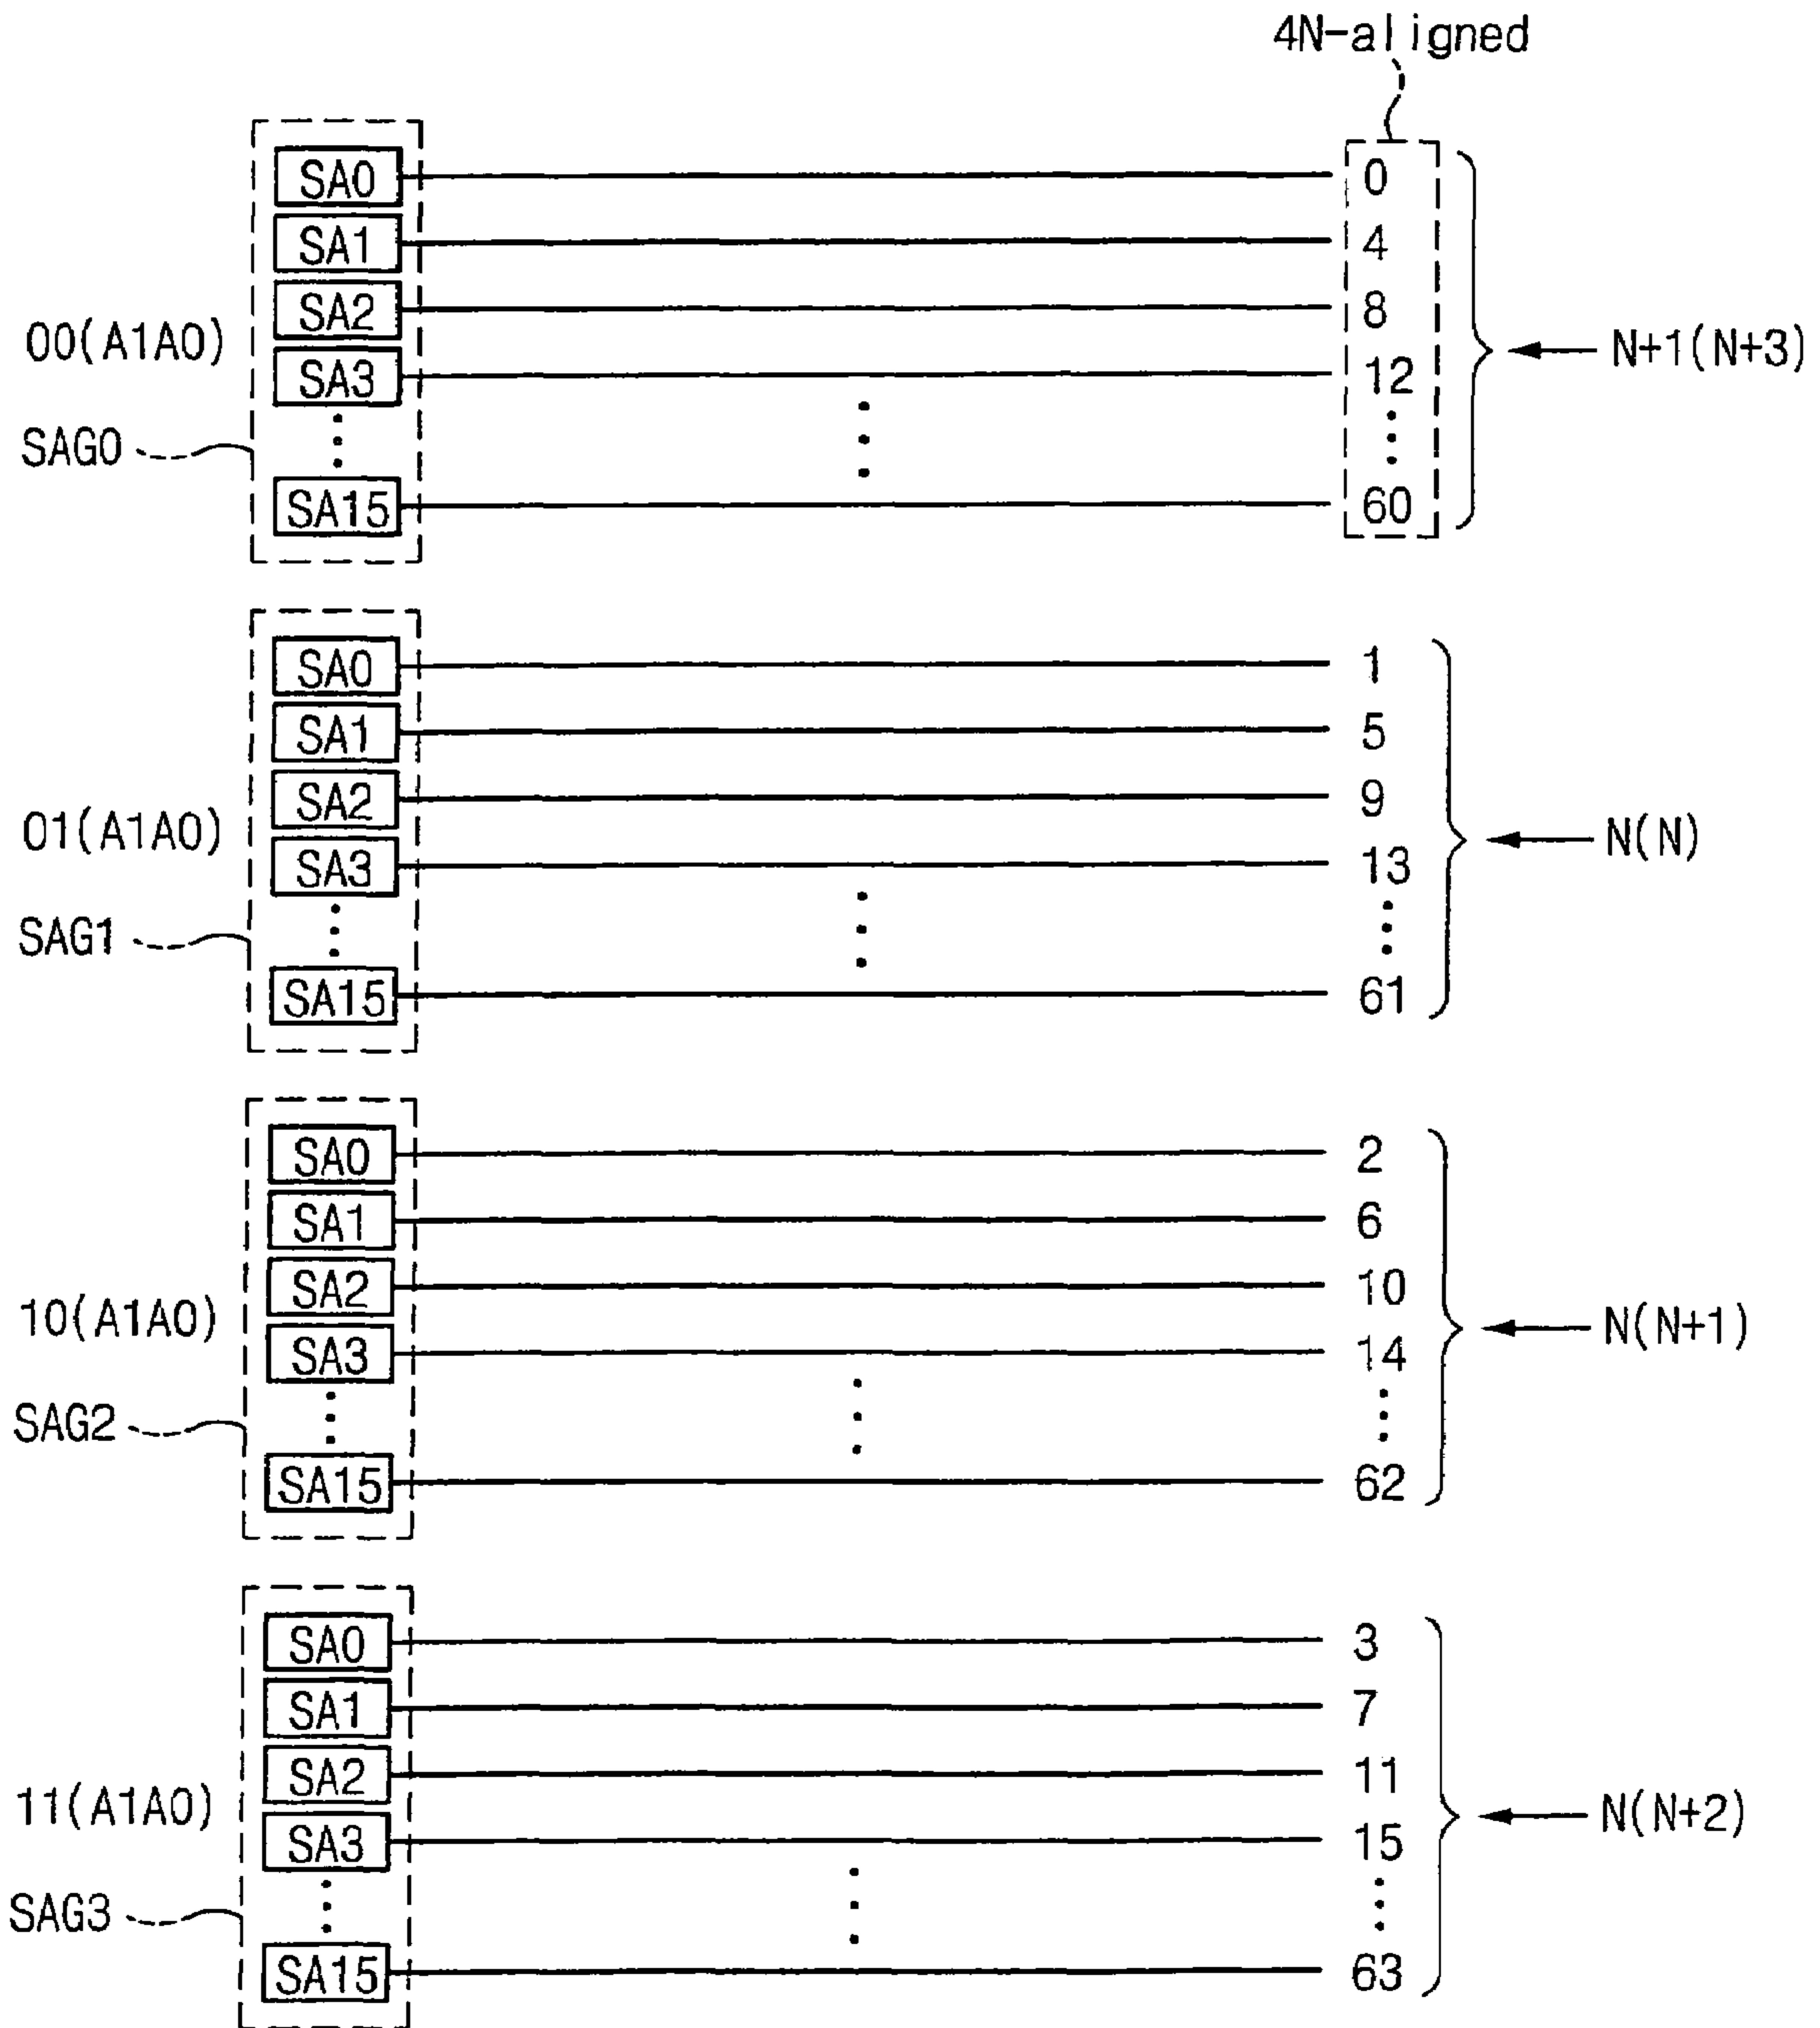 4N-aligned
SA0 0
SA1 4
SA2 8
00(A1A0) N+1(N+3)
SA3 12
SAG0
SA15 60
SA0 1
SA1 5
SA2 9
01(A1A0) N(N)
SA3 13
SAG1
SA15 61
SA0 2
SA1 6
SA2 10
10(A1A0) N(N+1)
SA3 14
SAG2
SA15 62
SA0 3
SA1 7
SA2 11
11(A1A0) N(N+2)
SA3 15
SAG3
SA15 63